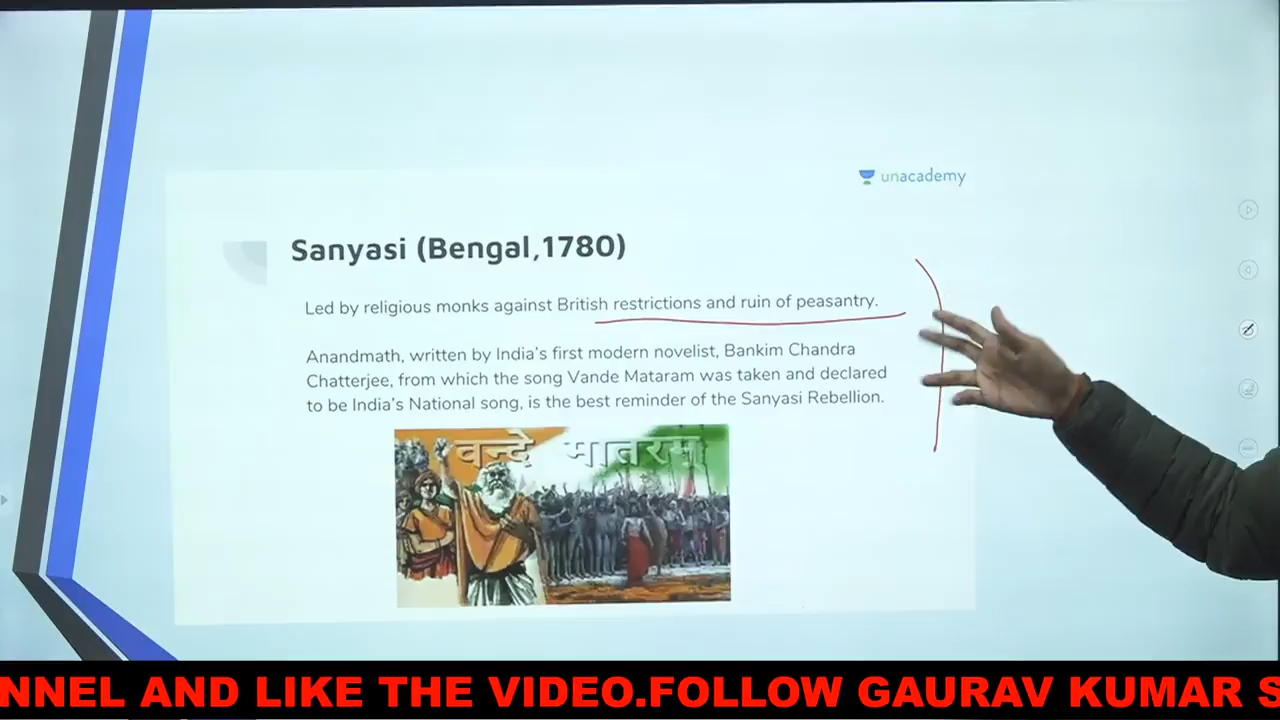 unacademy
Sanyasi (Bengal,1780)
Led by religious monks against British restrictions and ruin of peasantry.
Anandmath, written by India's first modern novelist, Bankim Chandra
Chatterjee, from which the song Vande Mataram was taken and declared
to be India's National song, is the best reminder of the Sanyasi Rebellion.
वन्दे मातरम्
NNEL AND LIKE THE VIDEO.FOLLOW GAURAV KUMAR S